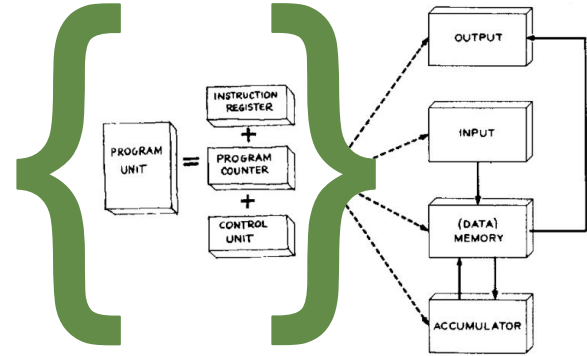 PROGRAM
UNIT
=
INSTRUCTION
REGISTER
+
PROGRAM
COUNTER
+
CONTROL
UNIT
OUTPUT
INPUT
(DATA)
MEMORY
ACCUMULATOR